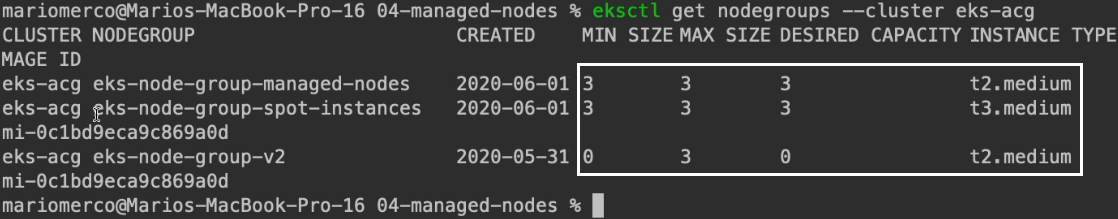 mariomerco@Marios-MacBook-Pro-16 04-managed-nodes % eksctl get nodegroups --cluster eks-acg
CLUSTER NODEGROUP CREATED MIN SIZE MAX SIZE DESIRED CAPACITY INSTANCE TYPE
MAGE ID
eks-acg eks-node-group-managed-nodes 2020-06-01 3 3 3 t2.medium
eks-acg eks-node-group-spot-instances 2020-06-01 3 3 3 t3.medium
mi-0c1bd9eca9c869a0d
eks-acg eks-node-group-v2 2020-05-31 0 3 0 t2.medium
mi-0c1bd9eca9c869a0d
mariomerco@Marios-MacBook-Pro-16 04-managed-nodes %